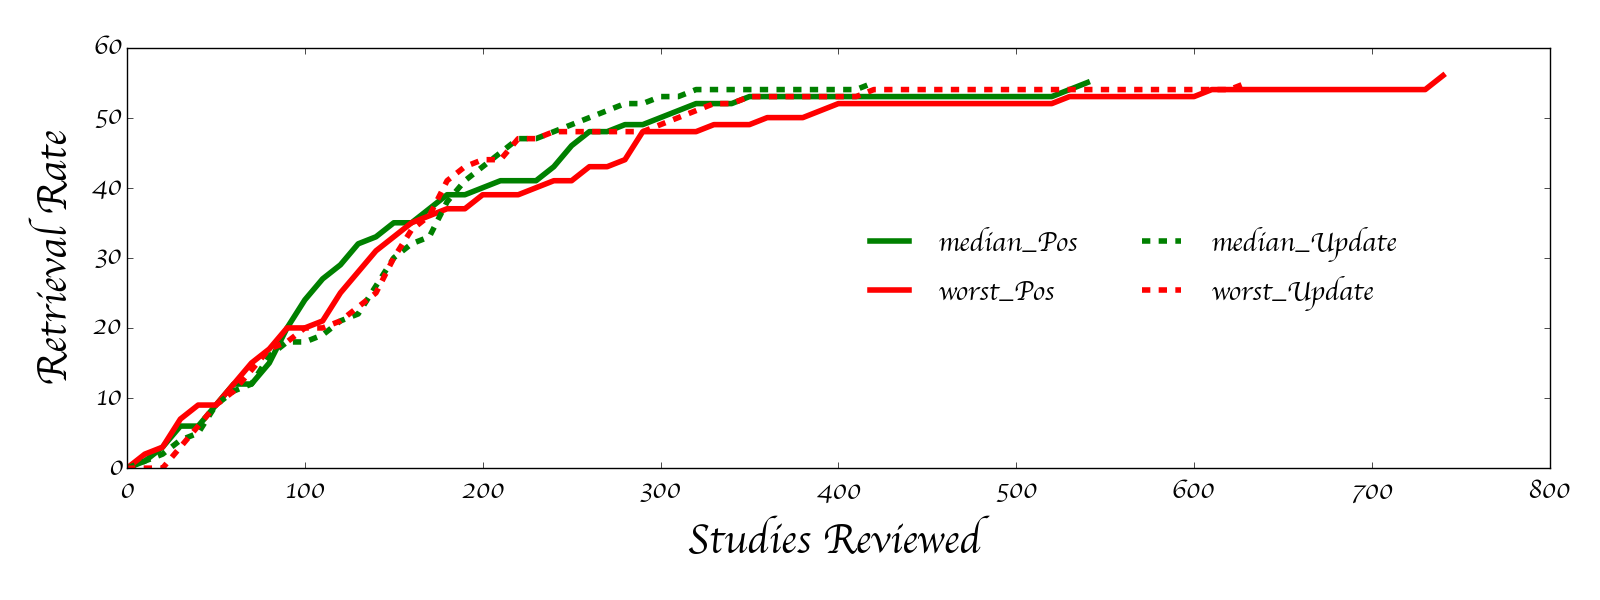 60
50
40
30
20
10
0
Retrieval Rate
median_Pos
median_Update
worst_Pos
worst_Update
0 100 200 300 400 500 600 700 800
Studies Reviewed